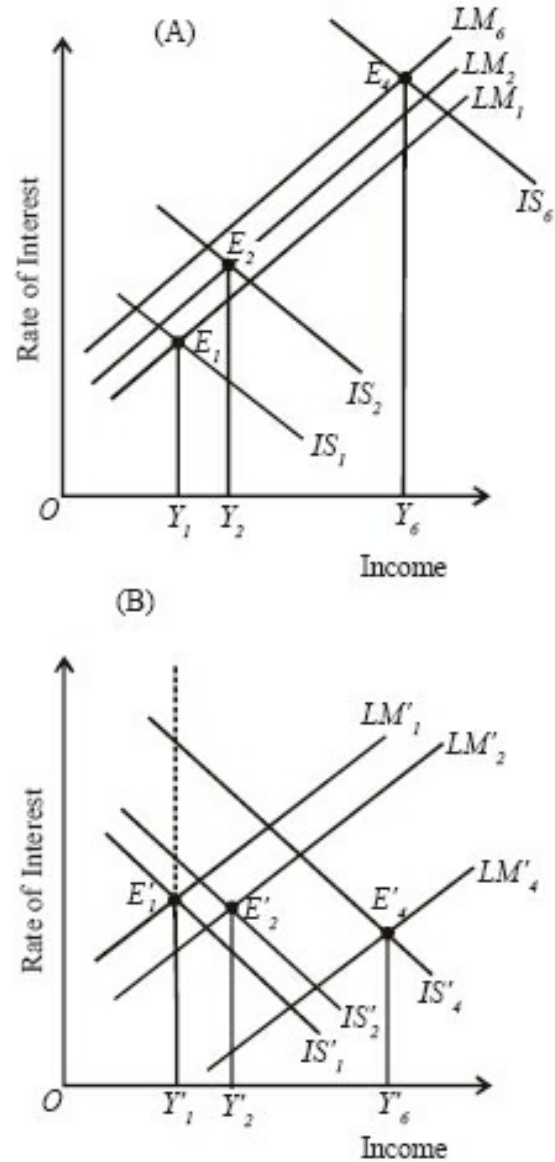 (A)
LM₆
LM₂
LM₁
E₄
IS₆
E₂
E₁
IS₂
IS₁
Rate of Interest
O
Y₁ Y₂ Y₆
Income
(B)
LM'₁
LM'₂
LM'₄
E'₁
E'₂
E'₄
IS'₄
IS'₂
IS'₁
Rate of Interest
O
Y'₁ Y'₂ Y'₆
Income